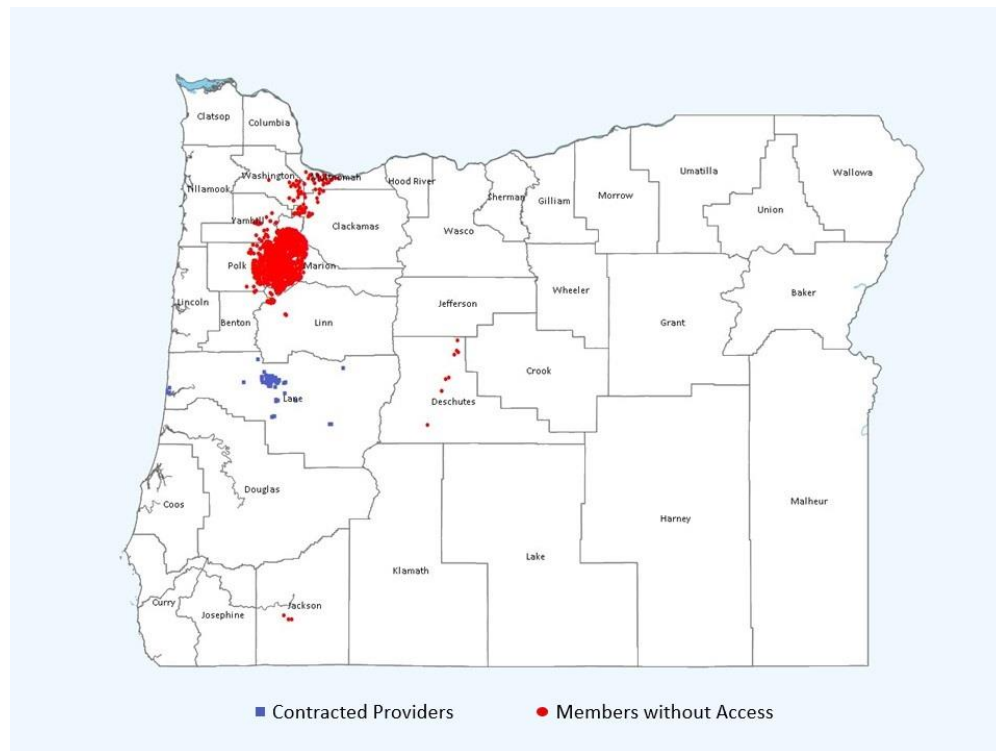 Clatsop
Columbia
Washington
Tillamook
Hood River
Sherman
Gilliam
Morrow
Umatilla
Wallowa
Union
Yamhill
Clackamas
Wasco
Polk
Marion
Lincoln
Benton
Linn
Jefferson
Wheeler
Grant
Baker
Crook
Lane
Deschutes
Douglas
Coos
Malheur
Harney
Lake
Klamath
Curry
Josephine
Jackson
Contracted Providers
Members without Access